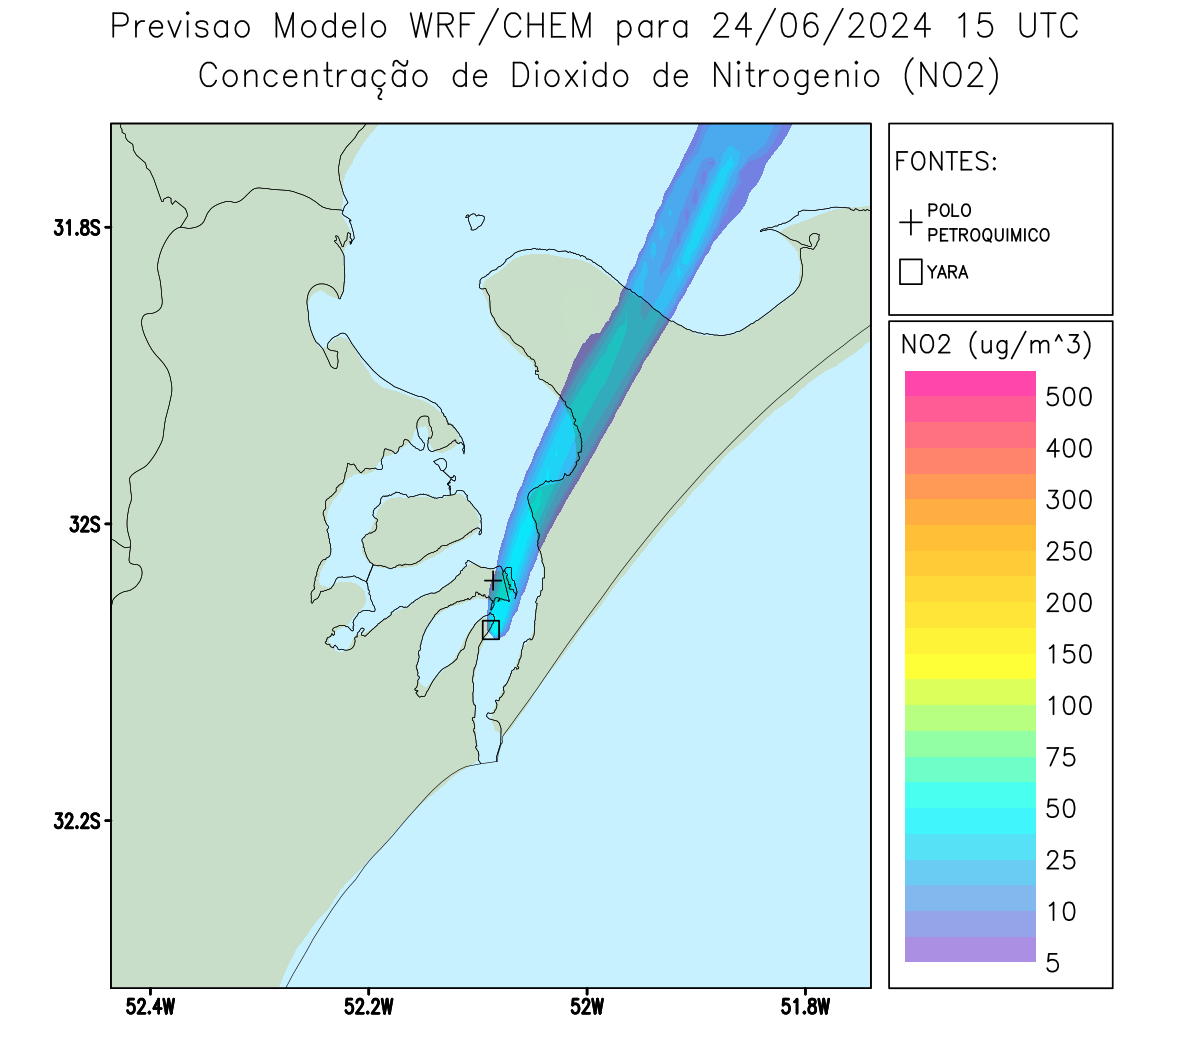 Previsao Modelo WRF/CHEM para 24/06/2024 15 UTC
Concentração de Dioxido de Nitrogenio (NO2)
31.8S
32S
32.2S
52.4W
52.2W
52W
51.8W
FONTES:
POLO
PETROQUIMICO
YARA
NO2 (ug/m^3)
500
400
300
250
200
150
100
75
50
25
10
5